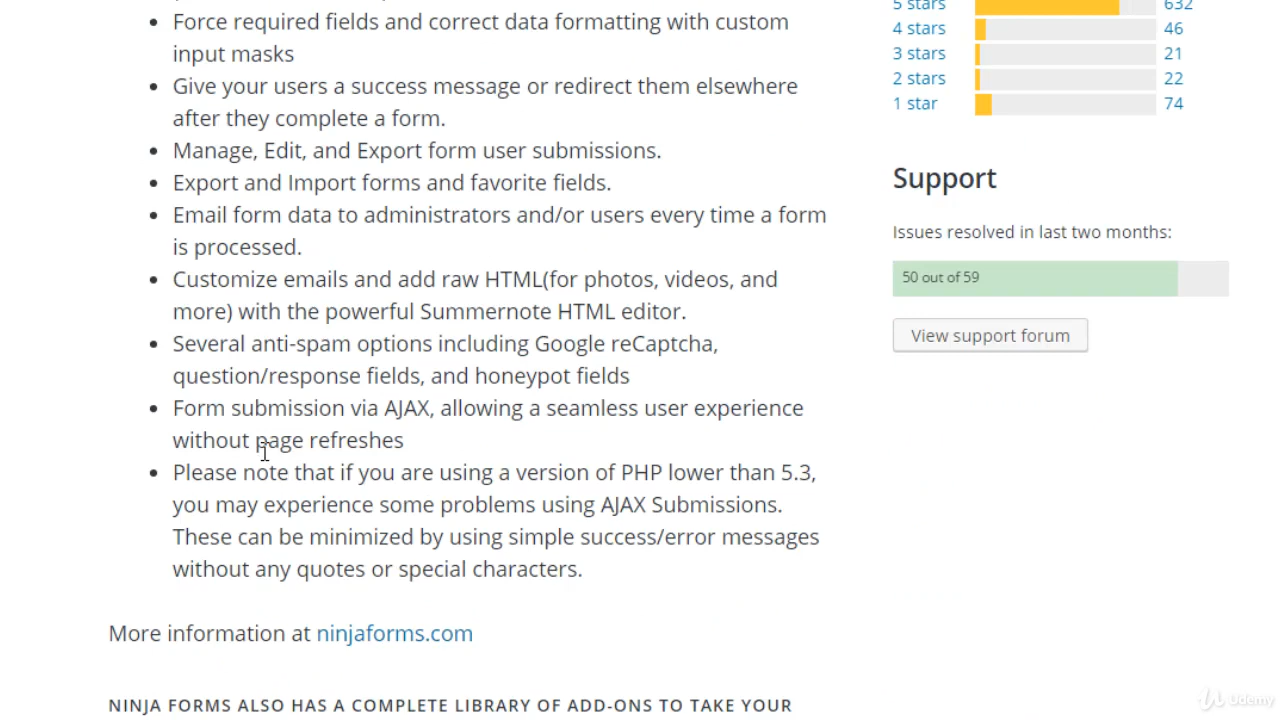 Force required fields and correct data formatting with custom
input masks
Give your users a success message or redirect them elsewhere
after they complete a form.
Manage, Edit, and Export form user submissions.
Export and Import forms and favorite fields.
Email form data to administrators and/or users every time a form
is processed.
Customize emails and add raw HTML(for photos, videos, and
more) with the powerful Summernote HTML editor.
Several anti-spam options including Google reCaptcha,
question/response fields, and honeypot fields
Form submission via AJAX, allowing a seamless user experience
without page refreshes
Please note that if you are using a version of PHP lower than 5.3,
you may experience some problems using AJAX Submissions.
These can be minimized by using simple success/error messages
without any quotes or special characters.
More information at ninjaforms.com
NINJA FORMS ALSO HAS A COMPLETE LIBRARY OF ADD-ONS TO TAKE YOUR
5 stars 632
4 stars 46
3 stars 21
2 stars 22
1 star 74
Support
Issues resolved in last two months:
50 out of 59
View support forum
Udemy